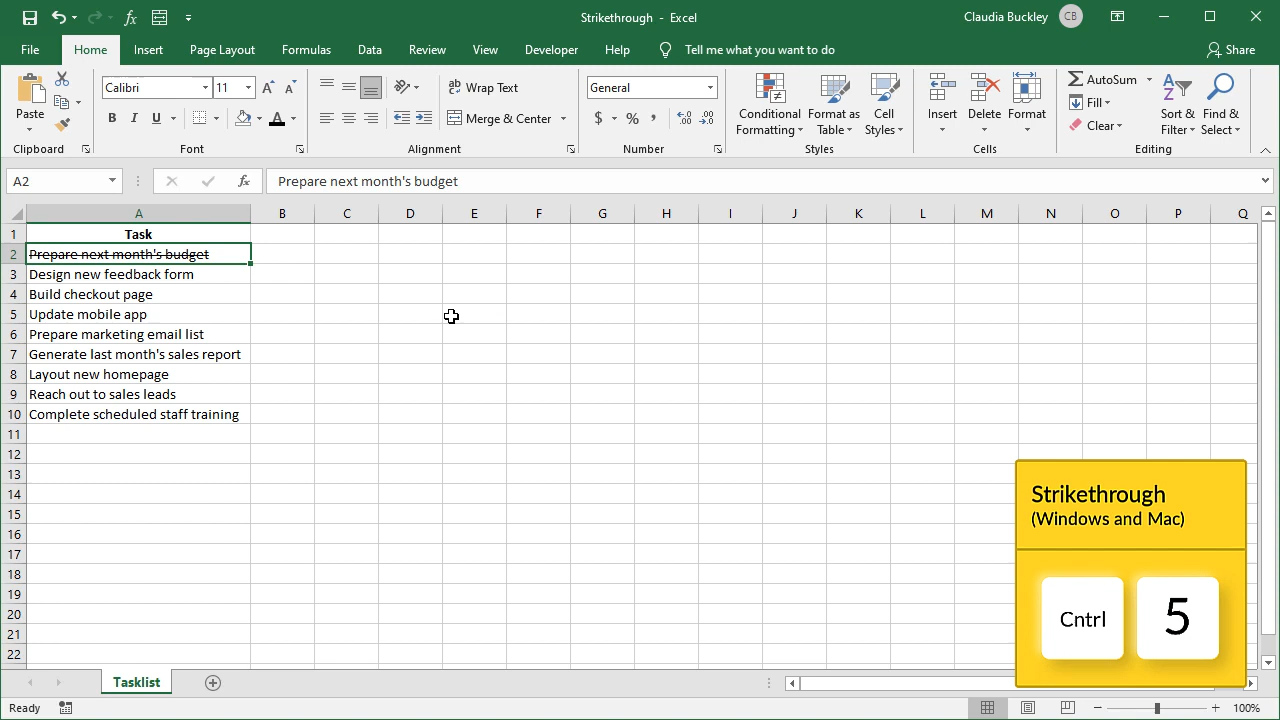 Strikethrough - Excel
Claudia Buckley CB
File Home Insert Page Layout Formulas Data Review View Developer Help Tell me what you want to do Share
Paste
Clipboard
Calibri 11
B I U A
Font
Wrap Text
Merge & Center
Alignment
General
$ % ,
Number
Conditional Formatting
Format as Table
Cell Styles
Styles
Insert Delete Format
Cells
AutoSum
Fill
Clear
Sort & Filter
Find & Select
Editing
A2 fx Prepare next month's budget
A B C D E F G H I J K L M N O P Q
1 Task
2 Prepare next month's budget
3 Design new feedback form
4 Build checkout page
5 Update mobile app
6 Prepare marketing email list
7 Generate last month's sales report
8 Layout new homepage
9 Reach out to sales leads
10 Complete scheduled staff training
11
12
13
14
15
16
17
18
19
20
21
22
Strikethrough
(Windows and Mac)
Cntrl 5
Tasklist
Ready 100%